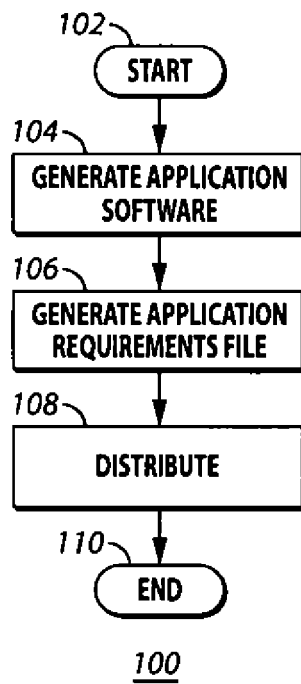 102
START
104
GENERATE APPLICATION
SOFTWARE
106
GENERATE APPLICATION
REQUIREMENTS FILE
108
DISTRIBUTE
110
END
100